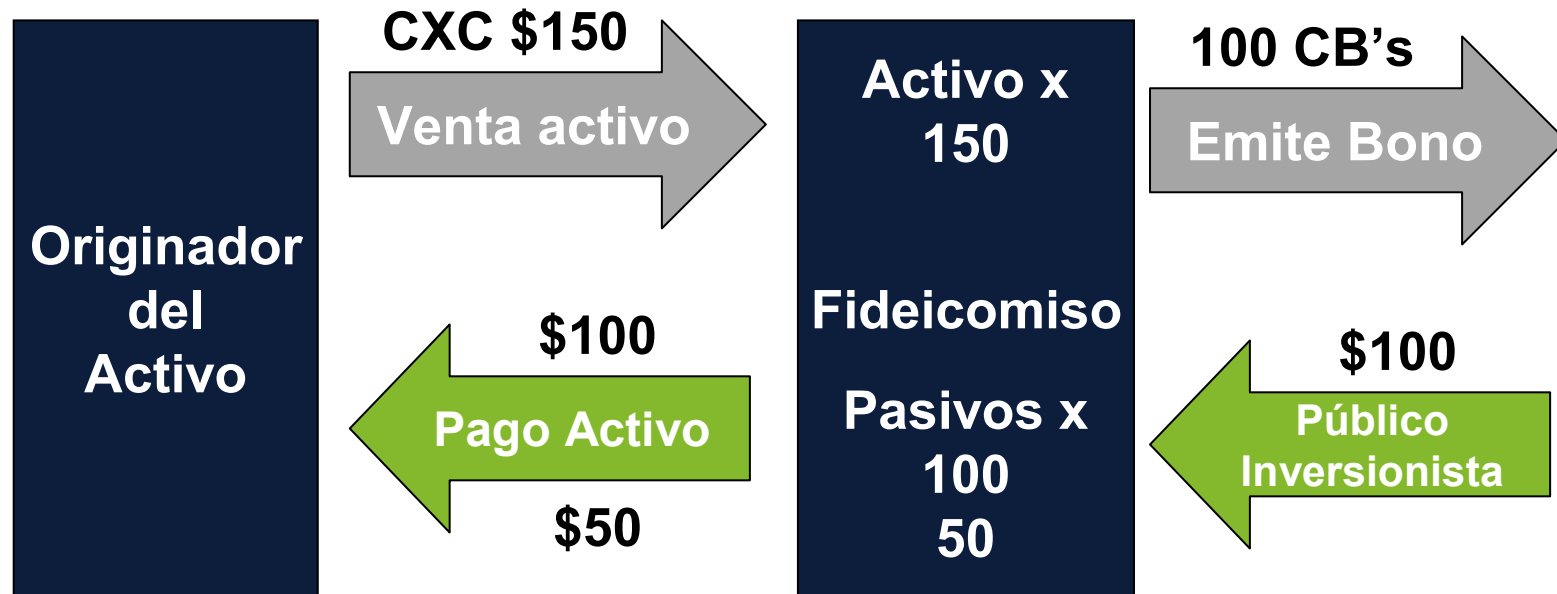 Originador
del
Activo
CXC $150
Venta activo
$100
Pago Activo
$50
Activo x
150
Fideicomiso
Pasivos x
100
50
100 CB’s
Emite Bono
$100
Público
Inversionista